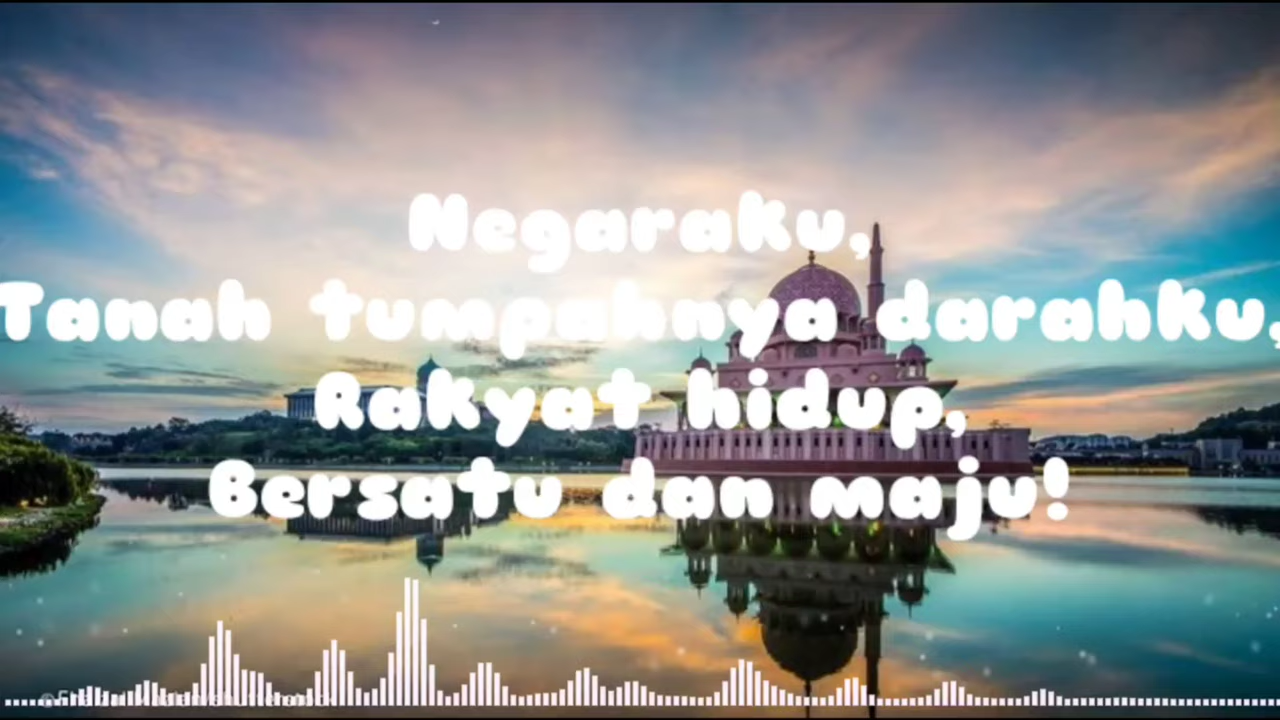 Negaraku,
Tanah tumpahnya darahku,
Rakyat hidup,
Bersatu dan maju!